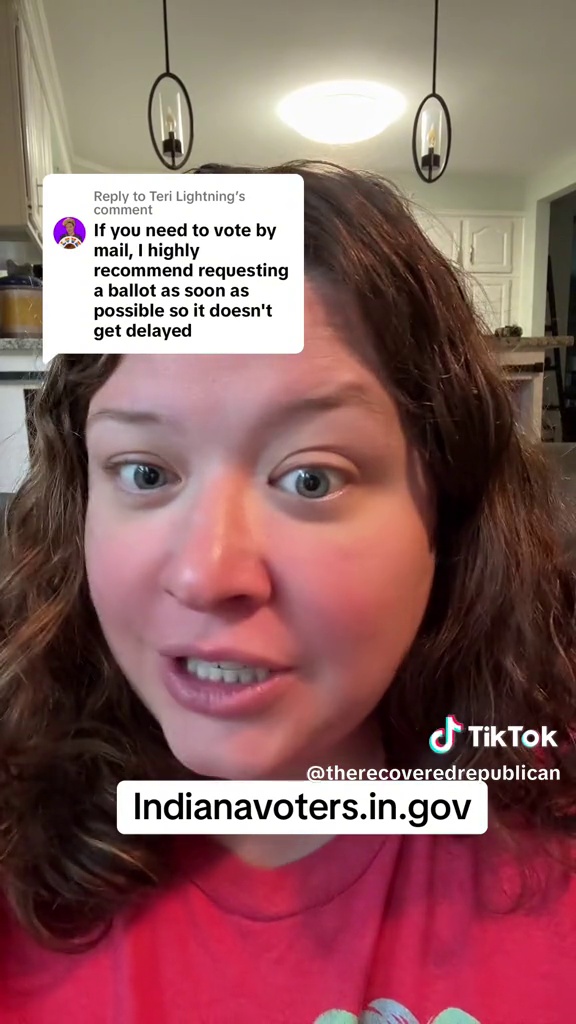 Reply to Teri Lightning's
comment
If you need to vote by
mail, I highly
recommend requesting
a ballot as soon as
possible so it doesn't
get delayed
TikTok
@therecoveredrepublican
Indianavoters.in.gov